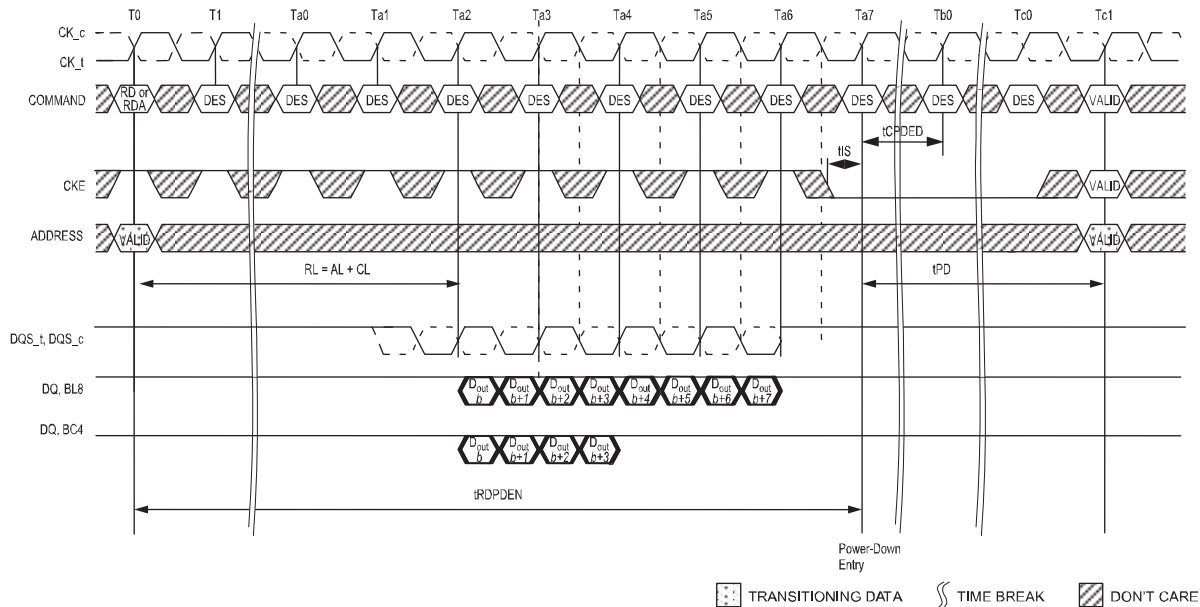 T0 T1 Ta0 Ta1 Ta2 Ta3 Ta4 Ta5 Ta6 Ta7 Tb0 Tc0 Tc1
CK_c
CK_t
COMMAND RD or RDA DES DES DES DES DES DES DES DES DES DES DES VALID
tCPDED
tIS
CKE VALID
ADDRESS VALID VALID
RL = AL + CL tPD
DQS_t, DQS_c
DQ, BL8 Dout b Dout b+1 Dout b+2 Dout b+3 Dout b+4 Dout b+5 Dout b+6 Dout b+7
DQ, BC4 Dout b Dout b+1 Dout b+2 Dout b+3
tRDPDEN
Power-Down
Entry
TRANSITIONING DATA TIME BREAK DON'T CARE